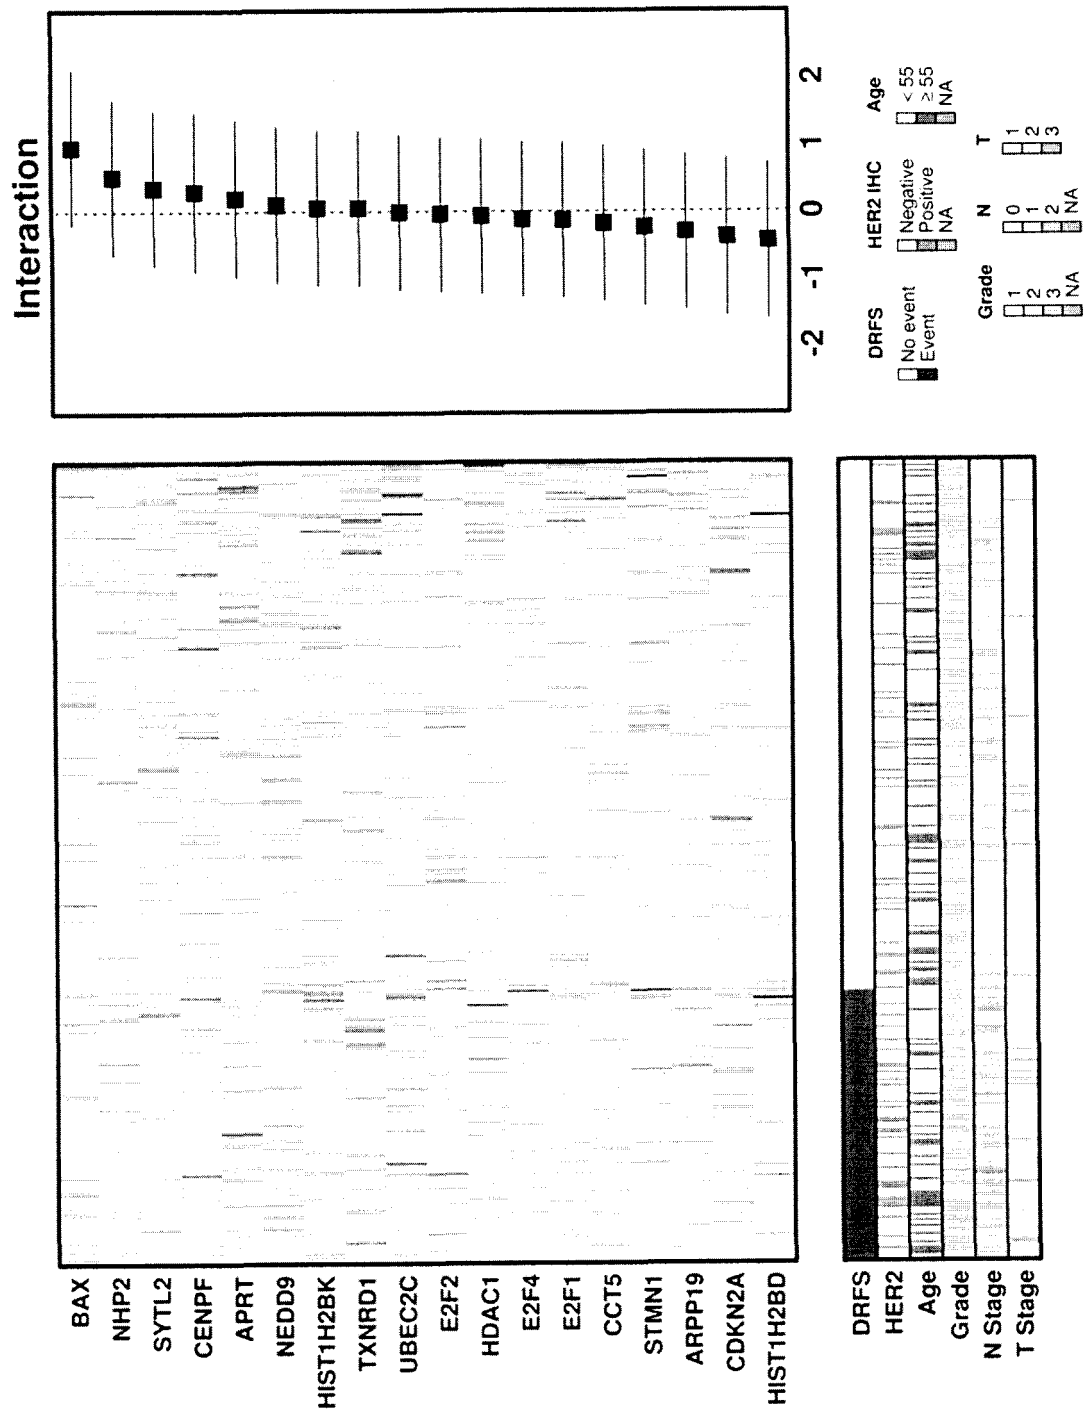 Interaction
BAX
NHP2
SYTL2
CENPF
APRT
NEDD9
HIST1H2BK
TXNRD1
UBEC2C
E2F2
HDAC1
E2F4
E2F1
CCT5
STMN1
ARPP19
CDKN2A
HIST1H2BD
-2 -1 0 1 2
DRFS
HER2
Age
Grade
N Stage
T Stage
DRFS
No event
Event
HER2 IHC
Negative
Positive
NA
Age
< 55
≥ 55
NA
Grade
1
2
3
NA
N
0
1
2
NA
T
1
2
3